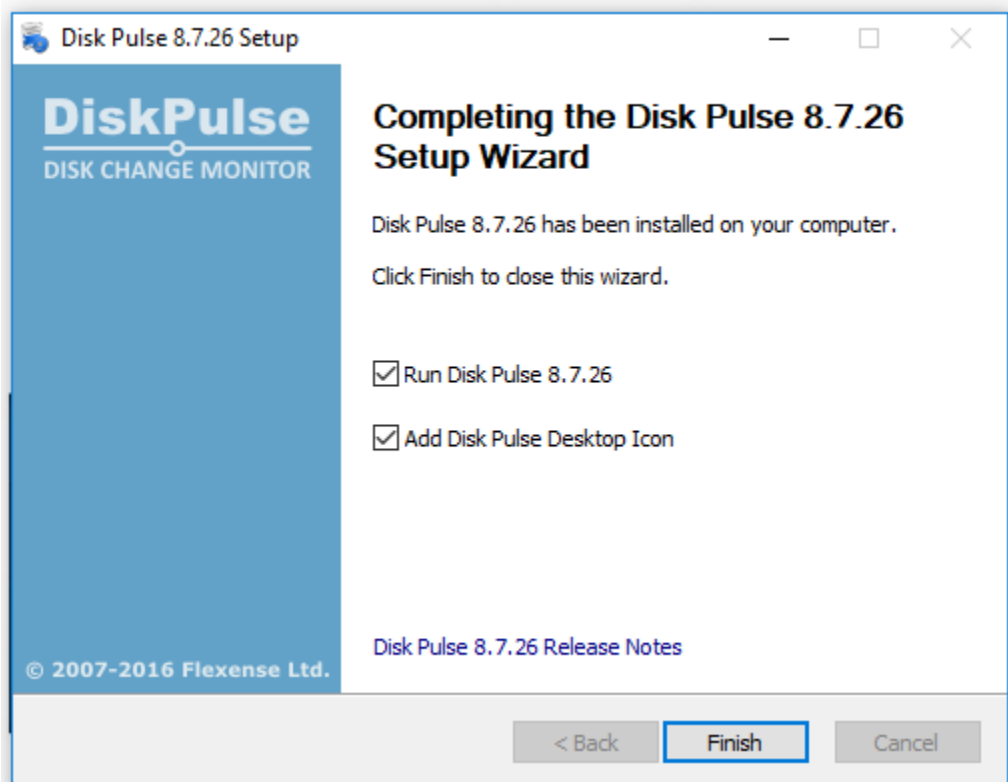 Disk Pulse 8.7.26 Setup
DiskPulse
DISK CHANGE MONITOR
Completing the Disk Pulse 8.7.26
Setup Wizard
Disk Pulse 8.7.26 has been installed on your computer.
Click Finish to close this wizard.
Run Disk Pulse 8.7.26
Add Disk Pulse Desktop Icon
Disk Pulse 8.7.26 Release Notes
© 2007-2016 Flexense Ltd.
< Back
Finish
Cancel